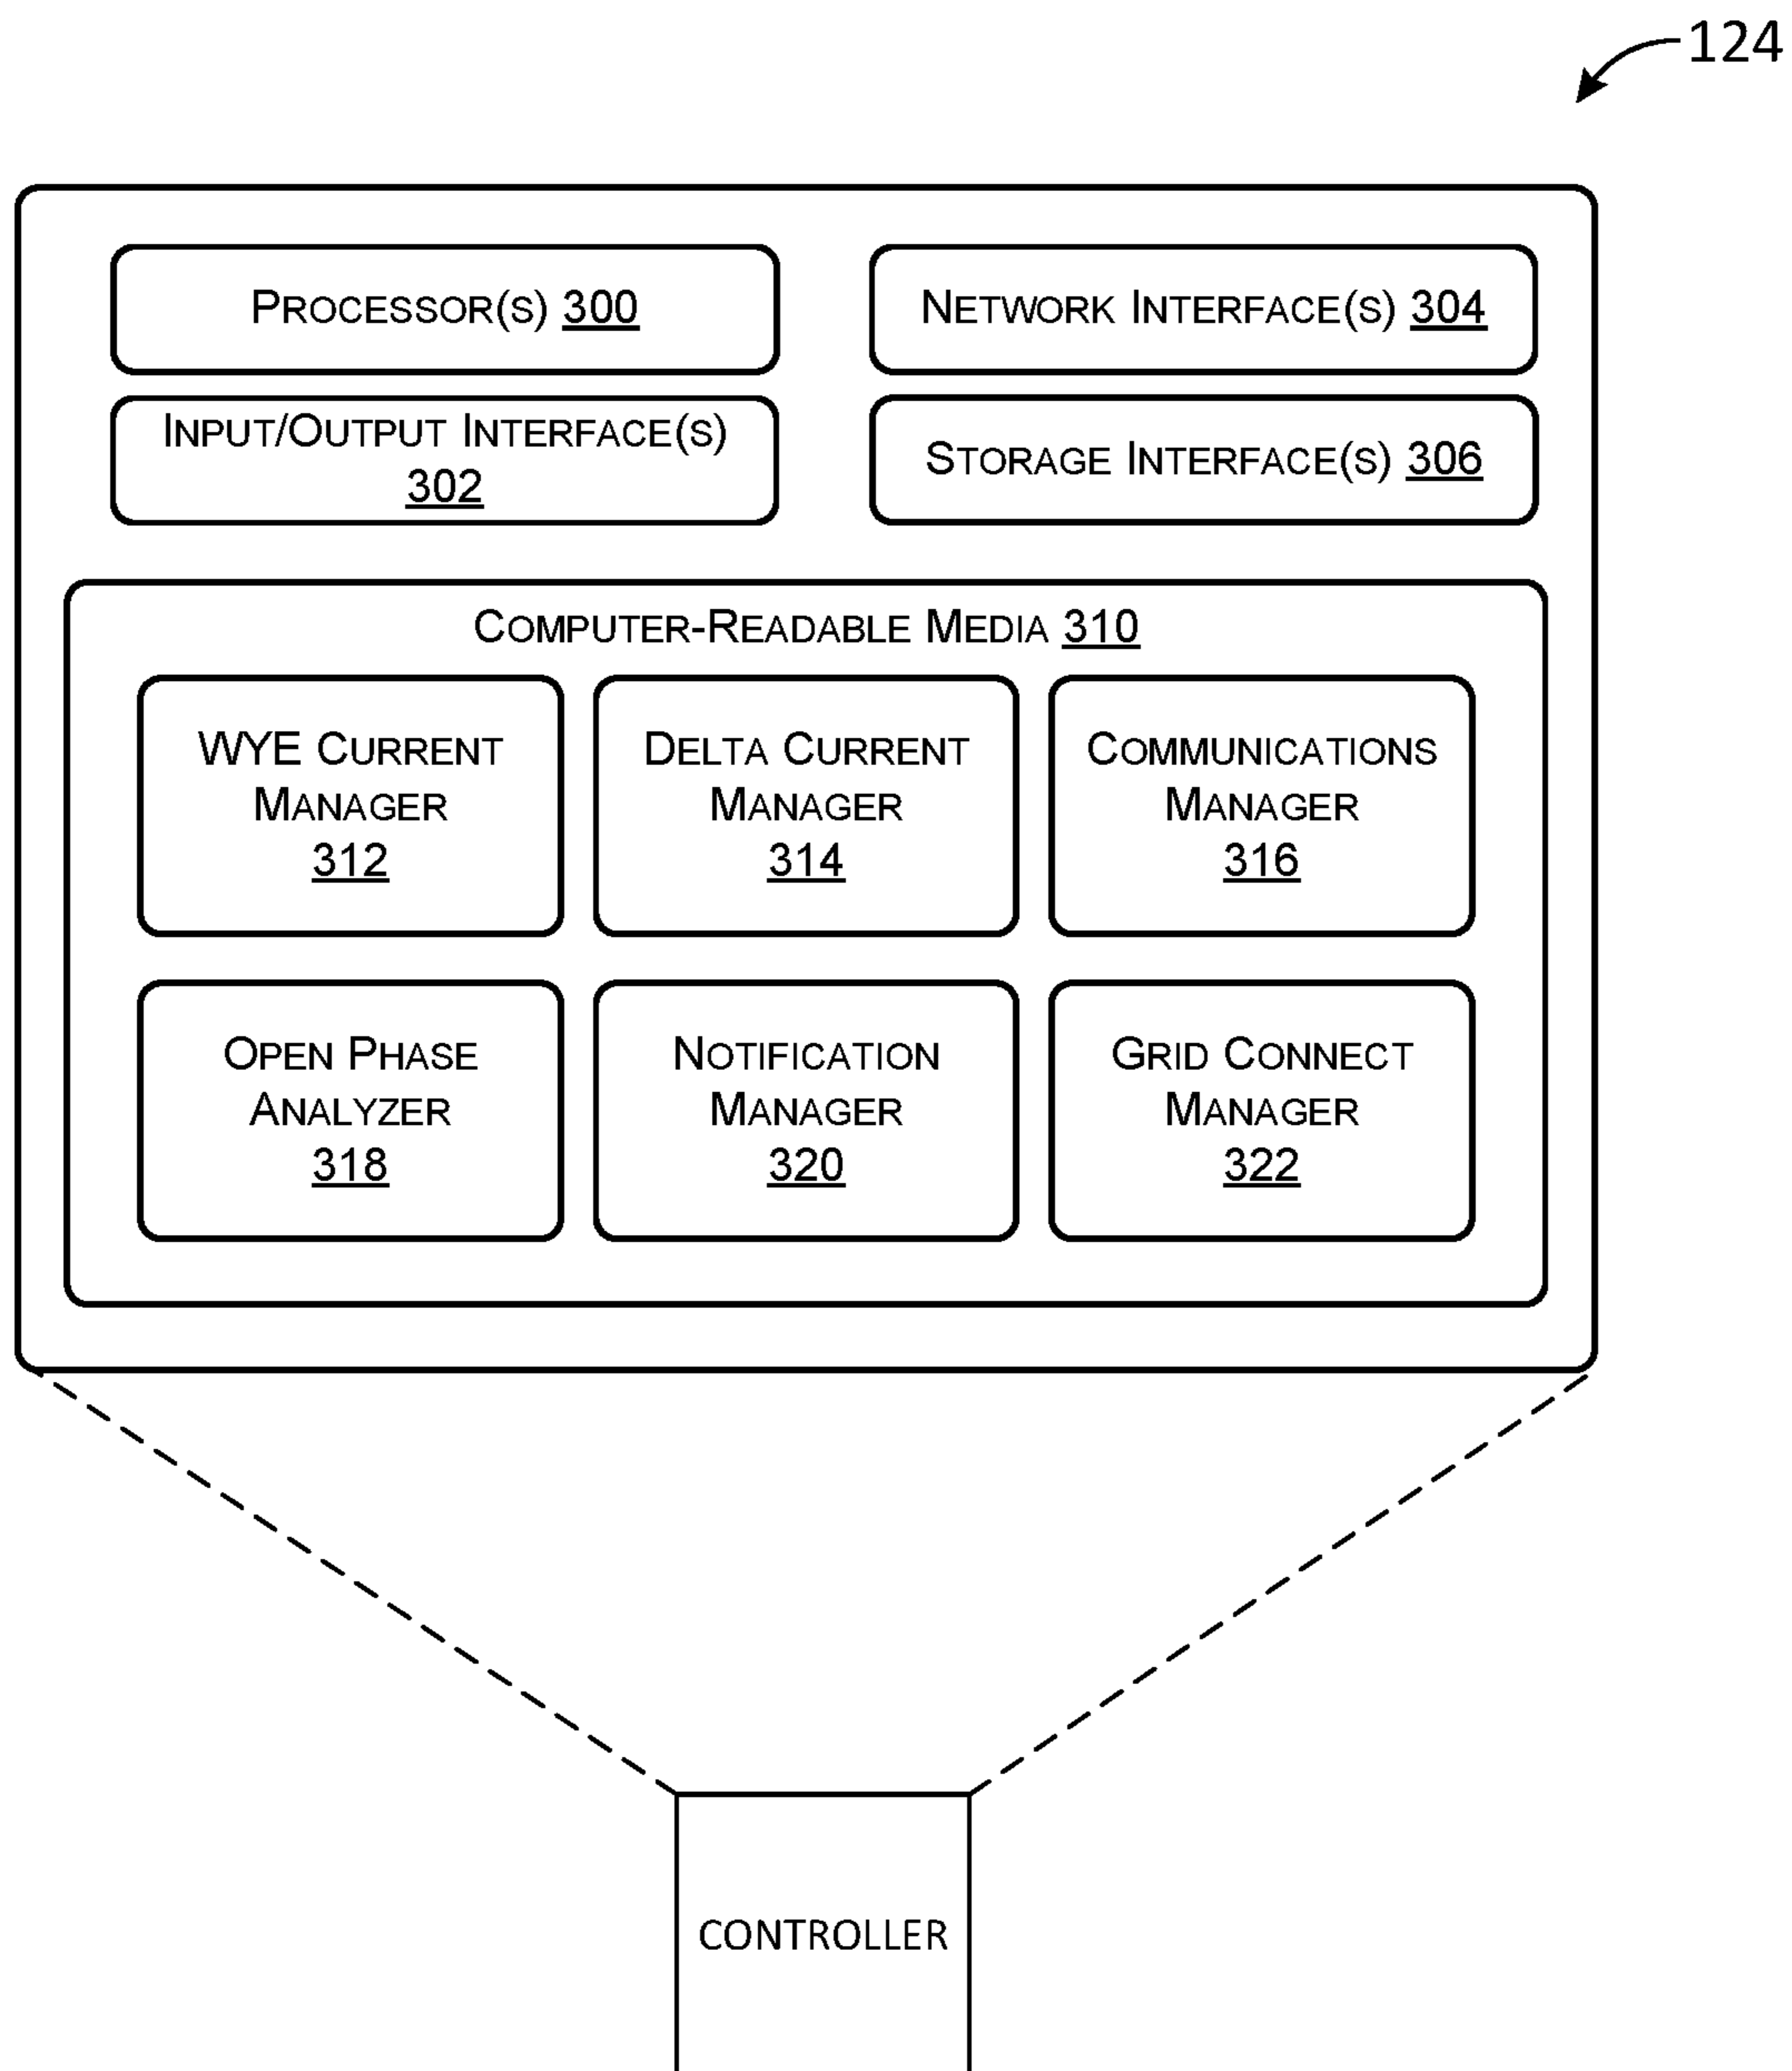 124
PROCESSOR(S) 300
NETWORK INTERFACE(S) 304
INPUT/OUTPUT INTERFACE(S)
302
STORAGE INTERFACE(S) 306
COMPUTER-READABLE MEDIA 310
WYE CURRENT
MANAGER
312
DELTA CURRENT
MANAGER
314
COMMUNICATIONS
MANAGER
316
OPEN PHASE
ANALYZER
318
NOTIFICATION
MANAGER
320
GRID CONNECT
MANAGER
322
CONTROLLER